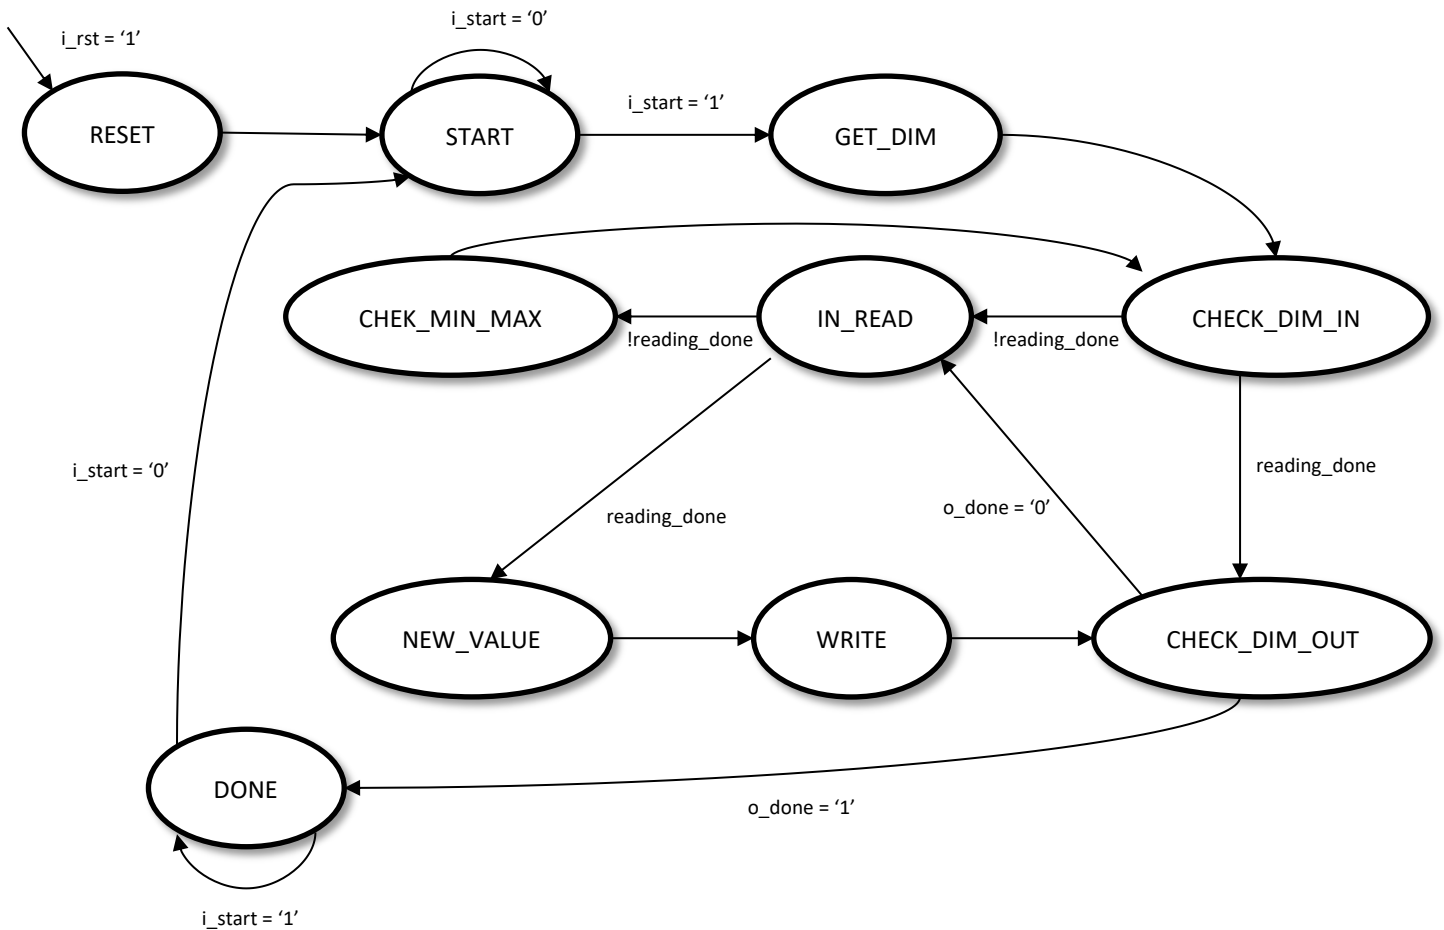 i_start = ‘0’
i_rst = ‘1’
i_start = ‘1’
RESET
START
GET_DIM
CHEK_MIN_MAX
IN_READ
CHECK_DIM_IN
!reading_done
!reading_done
i_start = ‘0’
reading_done
o_done = ‘0’
reading_done
NEW_VALUE
WRITE
CHECK_DIM_OUT
DONE
o_done = ‘1’
i_start = ‘1’